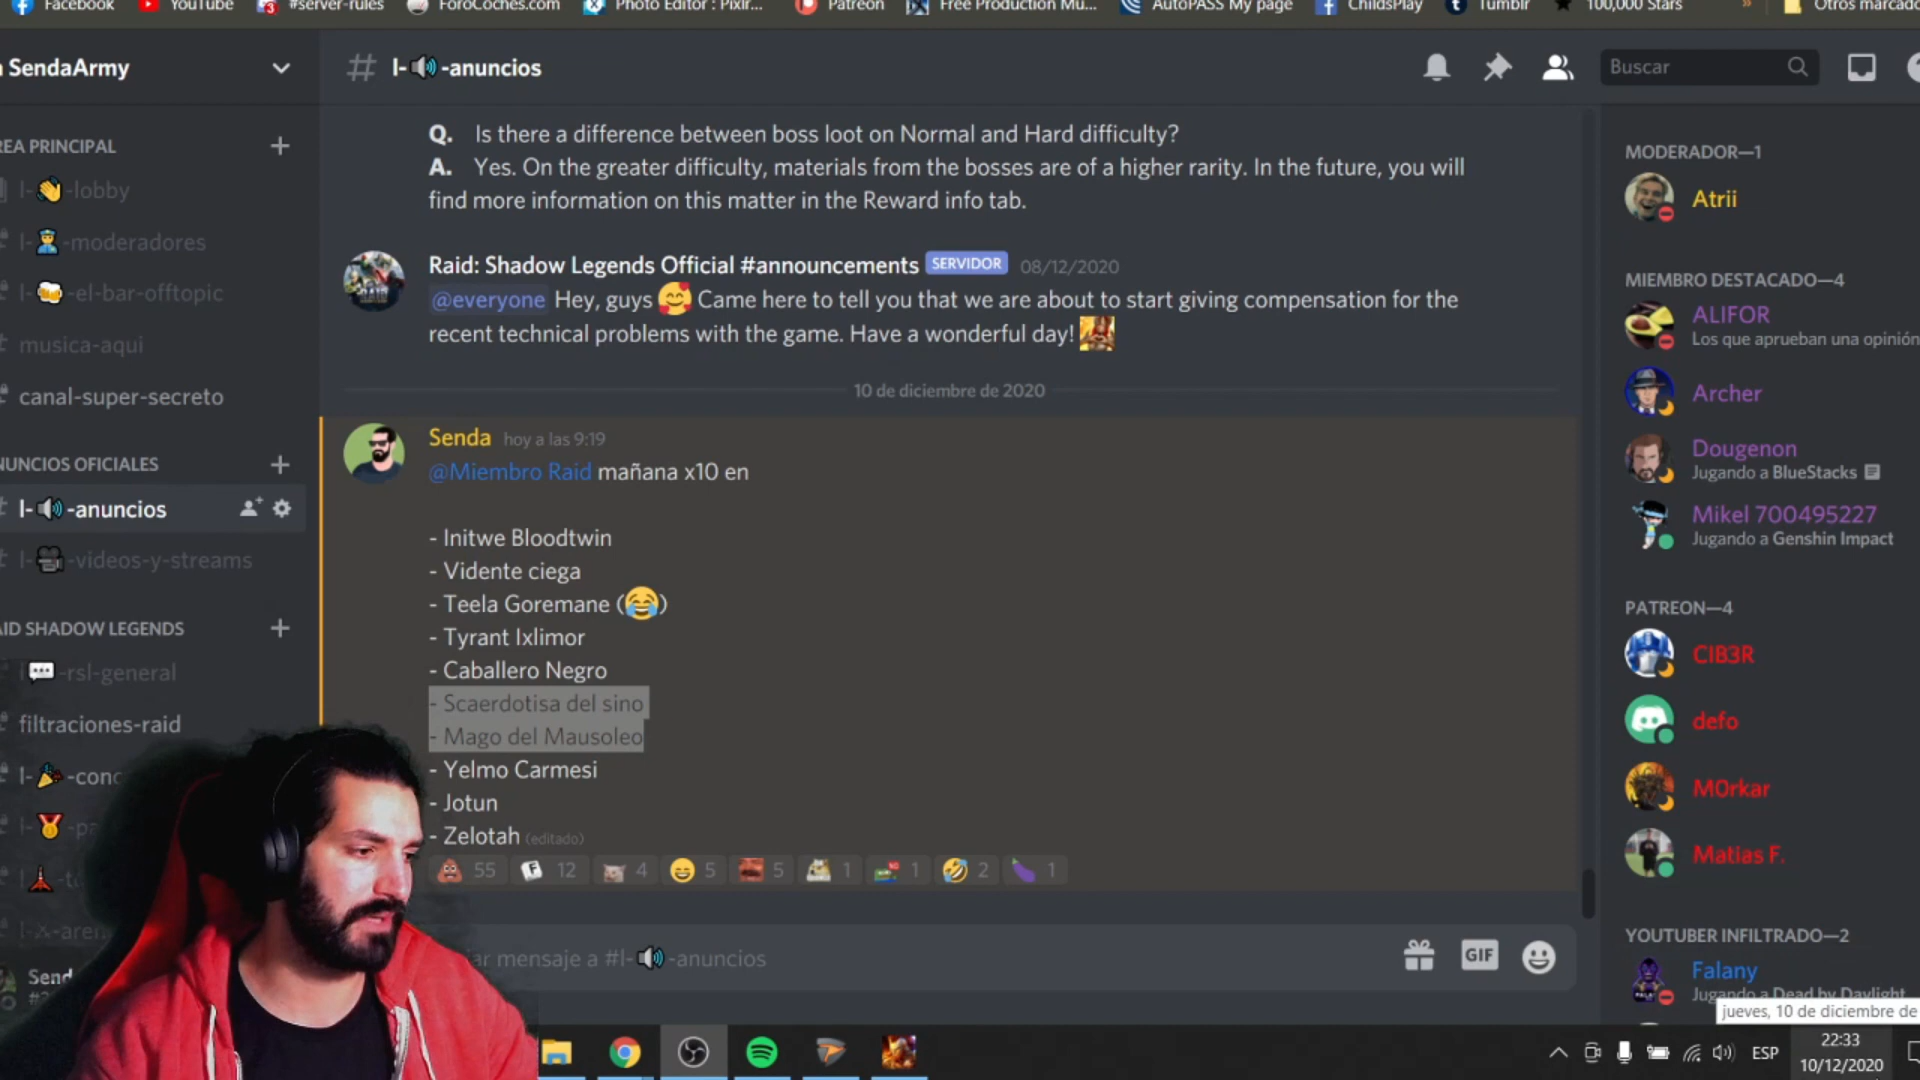 Facebook
YouTube
#server-rules
ForoCoches.com
Photo Editor : Pixlr...
Patreon
Free Production Mu...
AutoPASS My page
ChildsPlay
Tumblr
100,000 Stars
»
Otros marcado
SendaArmy
l-🔊-anuncios
Buscar
REA PRINCIPAL
l-👋-lobby
l-👮-moderadores
l-🍻-el-bar-offtopic
musica-aqui
canal-super-secreto
NUNCIOS OFICIALES
l-🔊-anuncios
l-🎥-videos-y-streams
AID SHADOW LEGENDS
-rsl-general
filtraciones-raid
l-🎉-conc
l-🏅-pa
Send
Q. Is there a difference between boss loot on Normal and Hard difficulty?
A. Yes. On the greater difficulty, materials from the bosses are of a higher rarity. In the future, you will
find more information on this matter in the Reward info tab.
Raid: Shadow Legends Official #announcements SERVIDOR 08/12/2020
@everyone Hey, guys 🥰 Came here to tell you that we are about to start giving compensation for the
recent technical problems with the game. Have a wonderful day!
10 de diciembre de 2020
Senda hoy a las 9:19
@Miembro Raid mañana x10 en
- Initwe Bloodtwin
- Vidente ciega
- Teela Goremane (😂)
- Tyrant Ixlimor
- Caballero Negro
- Scaerdotisa del sino
- Mago del Mausoleo
- Yelmo Carmesi
- Jotun
- Zelotah (editado)
55 12 4 5 5 1 1 2 1
ar mensaje a #l-🔊-anuncios
GIF
MODERADOR—1
Atrii
MIEMBRO DESTACADO—4
ALIFOR
Los que aprueban una opinión
Archer
Dougenon
Jugando a BlueStacks
Mikel 700495227
Jugando a Genshin Impact
PATREON—4
CIB3R
defo
M0rkar
Matias F.
YOUTUBER INFILTRADO—2
Falany
Jugando a Dead by Daylight
jueves, 10 de diciembre de
ESP
22:33
10/12/2020